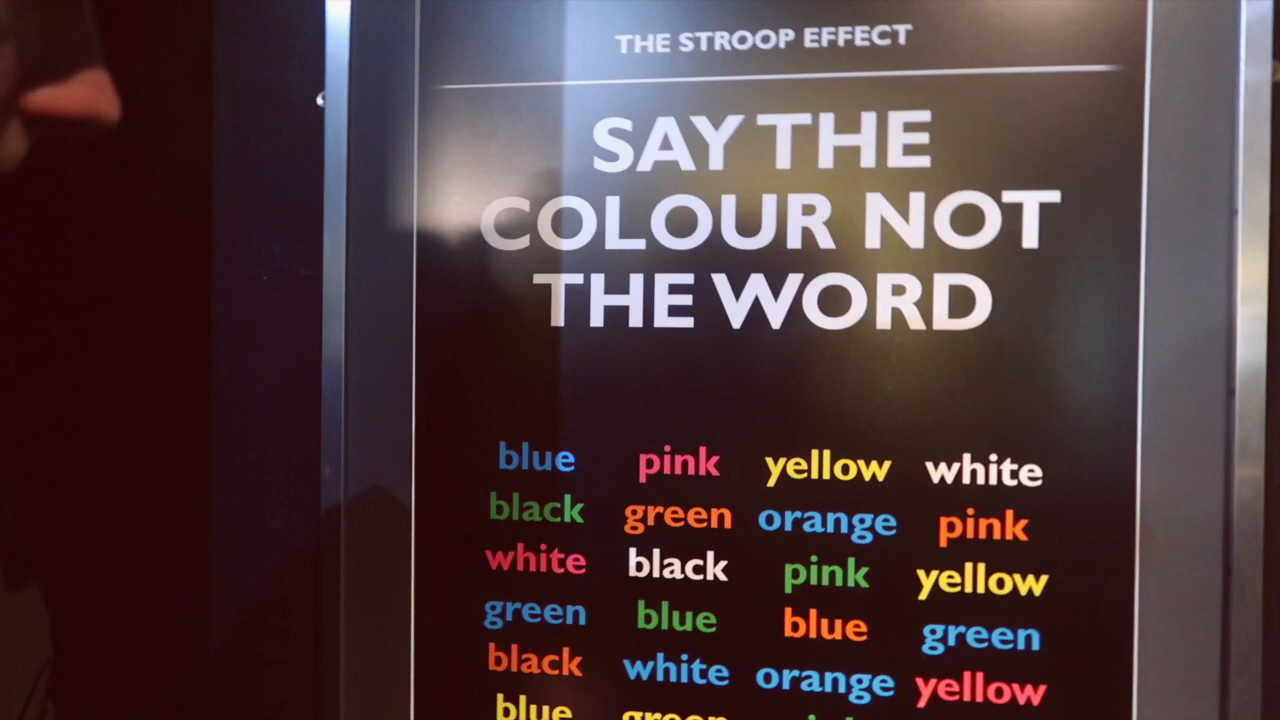 THE STROOP EFFECT
SAY THE
COLOUR NOT
THE WORD
blue pink yellow white
black green orange pink
white black pink yellow
green blue blue green
black white orange yellow
blue green